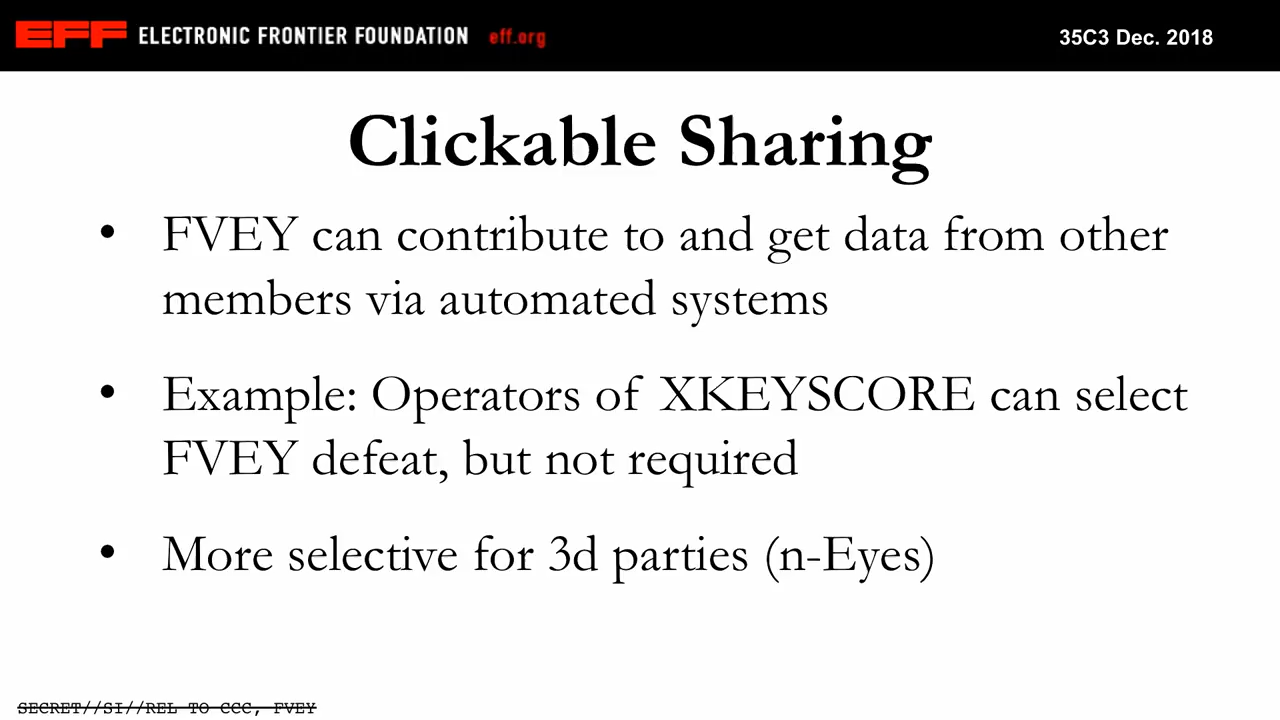 EFF ELECTRONIC FRONTIER FOUNDATION eff.org
35C3 Dec. 2018
Clickable Sharing
• FVEY can contribute to and get data from other
members via automated systems
• Example: Operators of XKEYSCORE can select
FVEY defeat, but not required
• More selective for 3d parties (n-Eyes)
SECRET//SI//REL TO CCC, FVEY